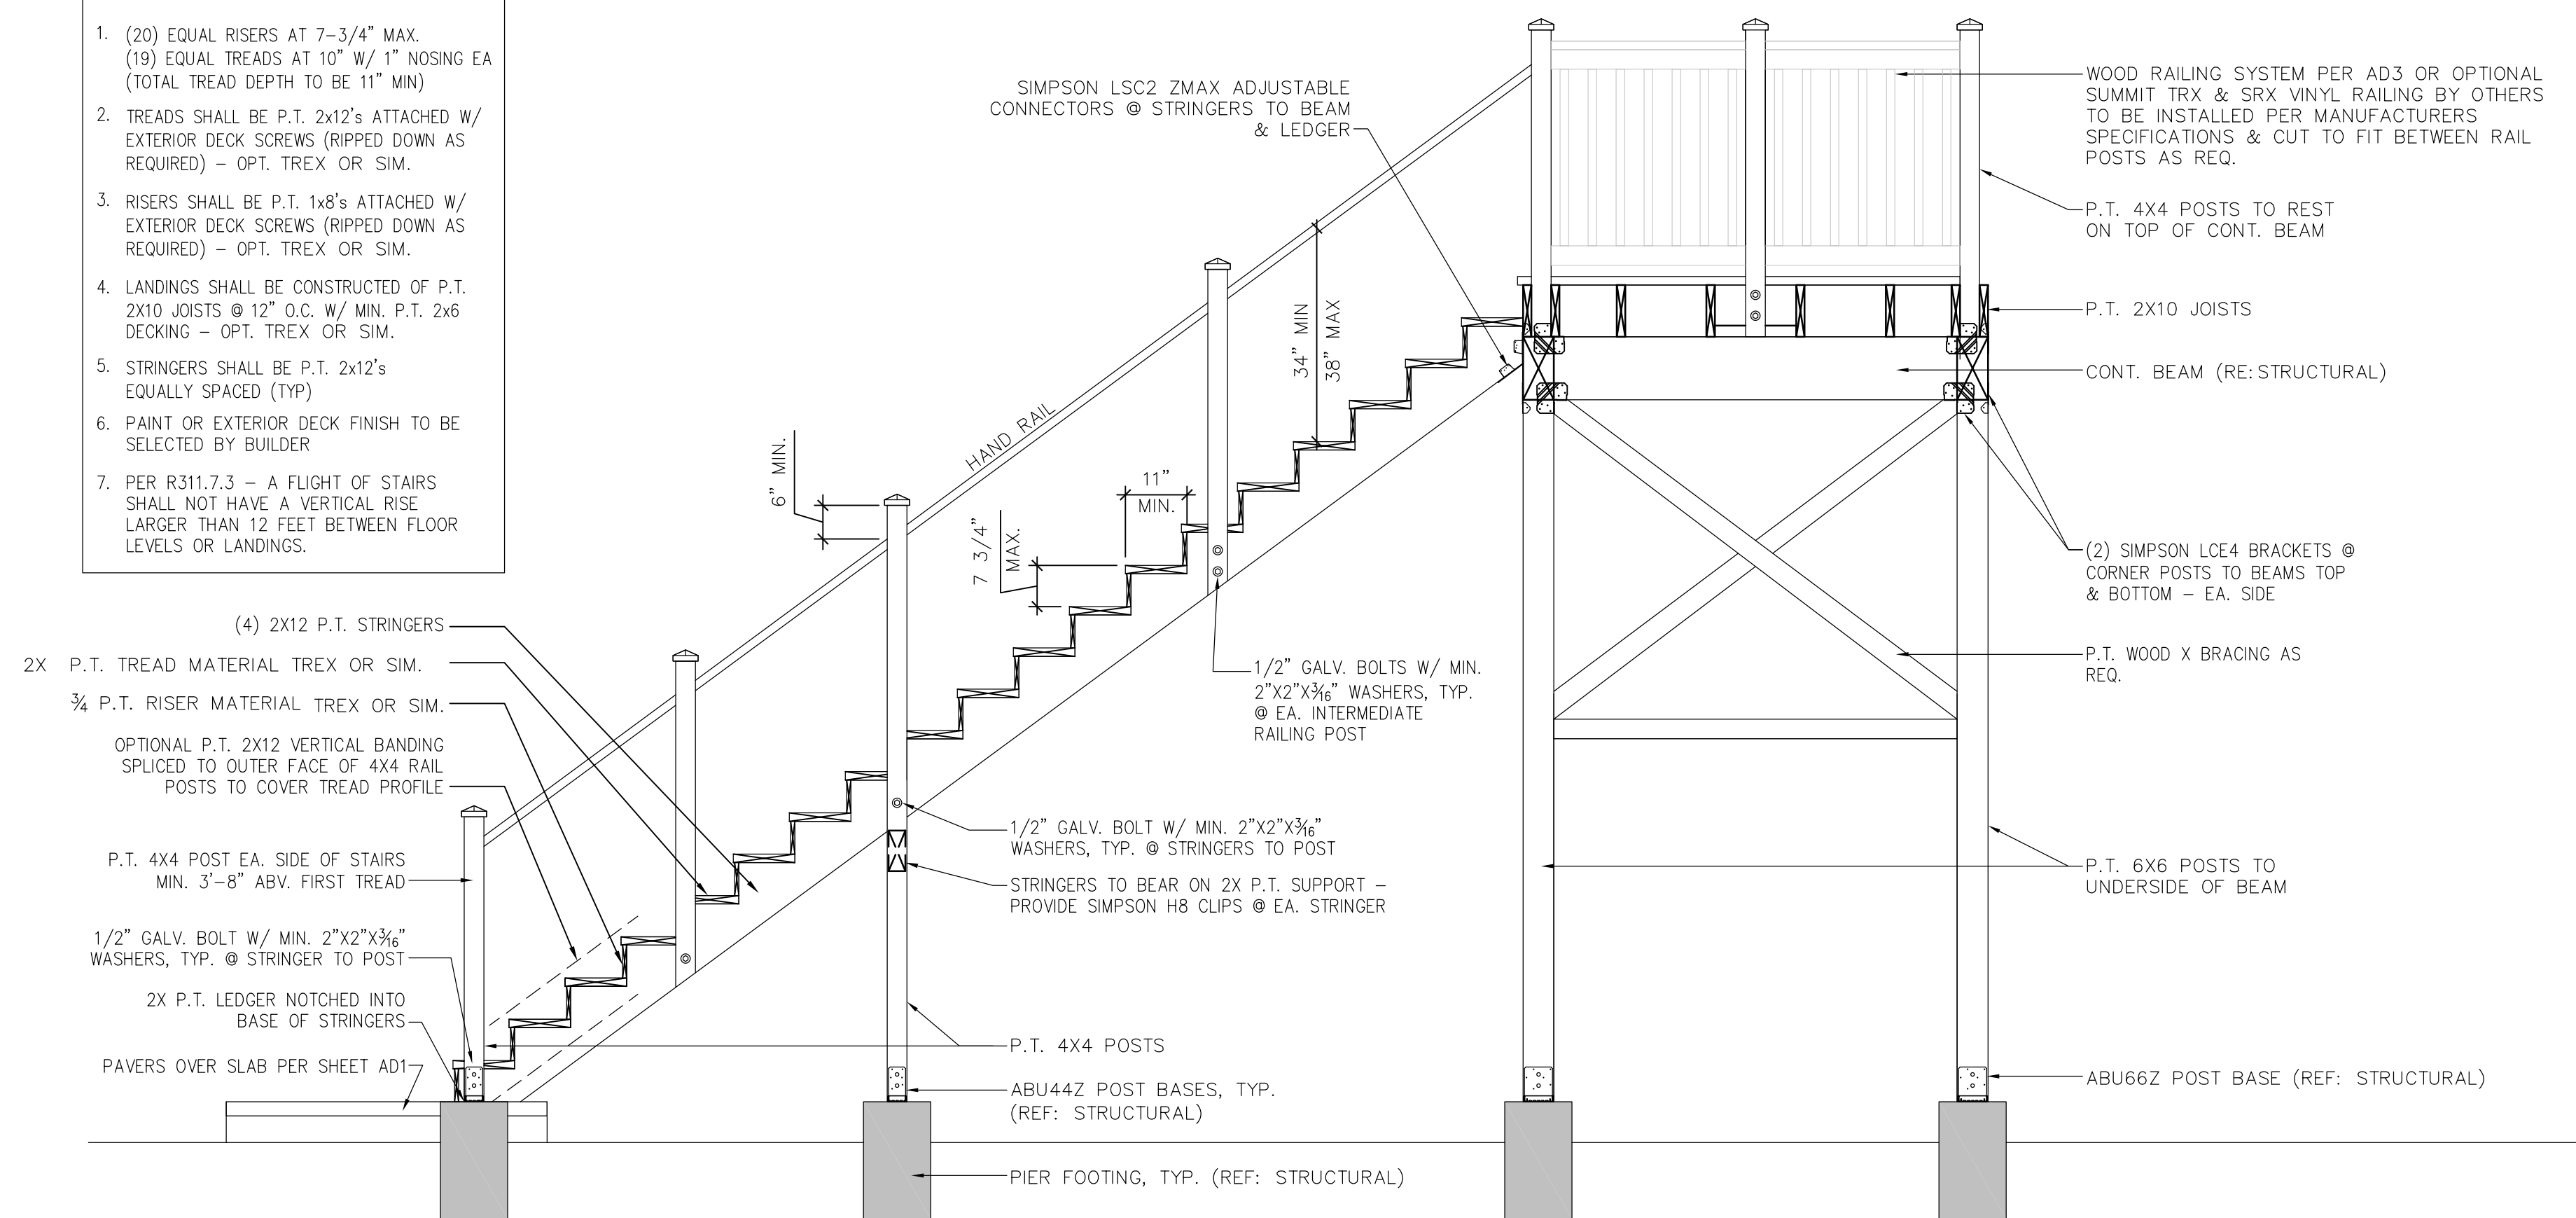 1. (20) EQUAL RISERS AT 7-3/4" MAX.
(19) EQUAL TREADS AT 10" W/ 1" NOSING EA
(TOTAL TREAD DEPTH TO BE 11" MIN)
2. TREADS SHALL BE P.T. 2x12's ATTACHED W/
EXTERIOR DECK SCREWS (RIPPED DOWN AS
REQUIRED) - OPT. TREX OR SIM.
3. RISERS SHALL BE P.T. 1x8's ATTACHED W/
EXTERIOR DECK SCREWS (RIPPED DOWN AS
REQUIRED) - OPT. TREX OR SIM.
4. LANDINGS SHALL BE CONSTRUCTED OF P.T.
2X10 JOISTS @ 12" O.C. W/ MIN. P.T. 2x6
DECKING - OPT. TREX OR SIM.
5. STRINGERS SHALL BE P.T. 2x12's
EQUALLY SPACED (TYP)
6. PAINT OR EXTERIOR DECK FINISH TO BE
SELECTED BY BUILDER
7. PER R311.7.3 - A FLIGHT OF STAIRS
SHALL NOT HAVE A VERTICAL RISE
LARGER THAN 12 FEET BETWEEN FLOOR
LEVELS OR LANDINGS.
(4) 2X12 P.T. STRINGERS
2X P.T. TREAD MATERIAL TREX OR SIM.
¾ P.T. RISER MATERIAL TREX OR SIM.
OPTIONAL P.T. 2X12 VERTICAL BANDING
SPLICED TO OUTER FACE OF 4X4 RAIL
POSTS TO COVER TREAD PROFILE
P.T. 4X4 POST EA. SIDE OF STAIRS
MIN. 3'-8" ABV. FIRST TREAD
1/2" GALV. BOLT W/ MIN. 2"X2"X3/16"
WASHERS, TYP. @ STRINGER TO POST
2X P.T. LEDGER NOTCHED INTO
BASE OF STRINGERS
PAVERS OVER SLAB PER SHEET AD1
SIMPSON LSC2 ZMAX ADJUSTABLE
CONNECTORS @ STRINGERS TO BEAM
& LEDGER
HAND RAIL
6" MIN.
7 3/4"
MAX.
11"
MIN.
34" MIN
38" MAX
1/2" GALV. BOLTS W/ MIN.
2"X2"X3/16" WASHERS, TYP.
@ EA. INTERMEDIATE
RAILING POST
1/2" GALV. BOLT W/ MIN. 2"X2"X3/16"
WASHERS, TYP. @ STRINGERS TO POST
STRINGERS TO BEAR ON 2X P.T. SUPPORT -
PROVIDE SIMPSON H8 CLIPS @ EA. STRINGER
P.T. 4X4 POSTS
ABU44Z POST BASES, TYP.
(REF: STRUCTURAL)
PIER FOOTING, TYP. (REF: STRUCTURAL)
WOOD RAILING SYSTEM PER AD3 OR OPTIONAL
SUMMIT TRX & SRX VINYL RAILING BY OTHERS
TO BE INSTALLED PER MANUFACTURERS
SPECIFICATIONS & CUT TO FIT BETWEEN RAIL
POSTS AS REQ.
P.T. 4X4 POSTS TO REST
ON TOP OF CONT. BEAM
P.T. 2X10 JOISTS
CONT. BEAM (RE:STRUCTURAL)
(2) SIMPSON LCE4 BRACKETS @
CORNER POSTS TO BEAMS TOP
& BOTTOM - EA. SIDE
P.T. WOOD X BRACING AS
REQ.
P.T. 6X6 POSTS TO
UNDERSIDE OF BEAM
ABU66Z POST BASE (REF: STRUCTURAL)